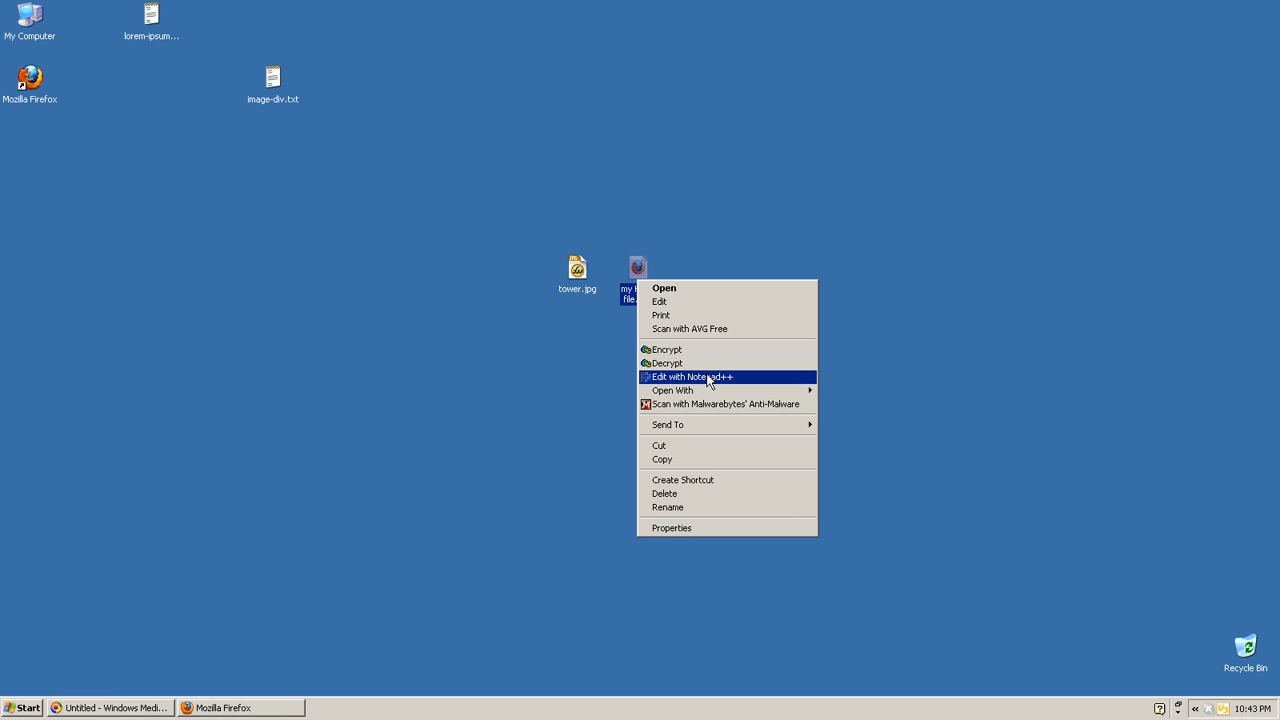 My Computer
lorem-ipsum...
Mozilla Firefox
image-div.txt
tower.jpg
my
file.
Open
Edit
Print
Scan with AVG Free
Encrypt
Decrypt
Edit with Notepad++
Open With
Scan with Malwarebytes' Anti-Malware
Send To
Cut
Copy
Create Shortcut
Delete
Rename
Properties
Recycle Bin
Start
Untitled - Windows Medi...
Mozilla Firefox
10:43 PM